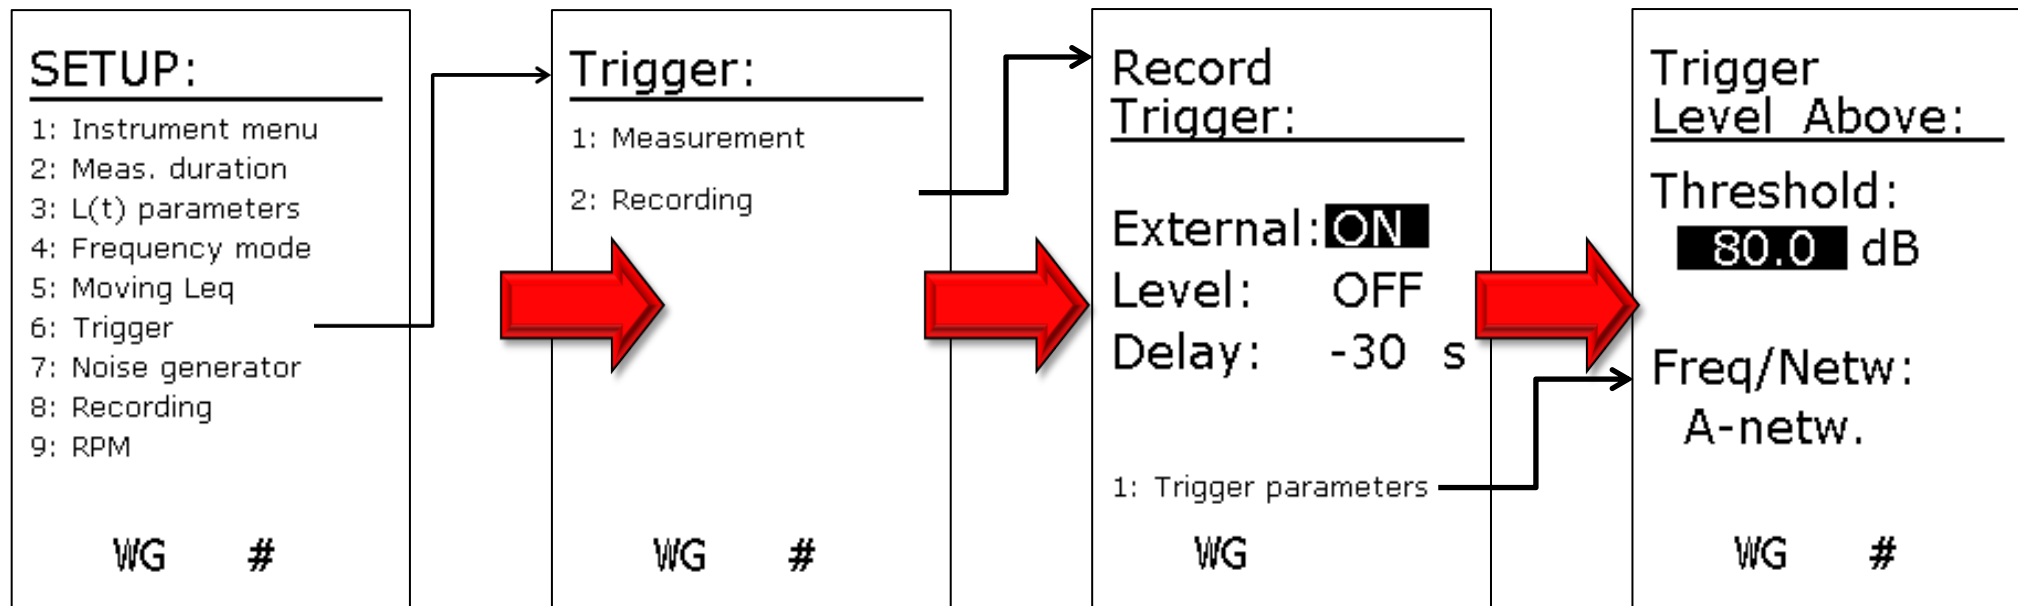 SETUP:
1: Instrument menu
2: Meas. duration
3: L(t) parameters
4: Frequency mode
5: Moving Leq
6: Trigger
7: Noise generator
8: Recording
9: RPM
WG #
Trigger:
1: Measurement
2: Recording
WG #
Record
Trigger:
External: ON
Level: OFF
Delay: -30 s
1: Trigger parameters
WG
Trigger
Level Above:
Threshold:
80.0 dB
Freq/Netw:
A-netw.
WG #